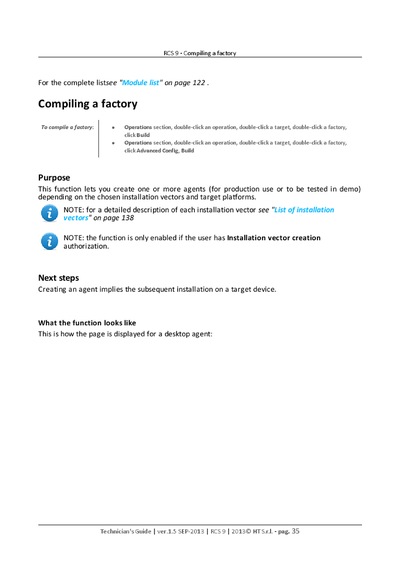 RCS 9 - Compiling a factory
For the complete listsee "Module list" on page 122 .
Compiling a factory
To compile a factory:
• Operations section, double-click an operation, double-click a target, double-click a factory,
click Build
• Operations section, double-click an operation, double-click a target, double-click a factory,
click Advanced Config, Build
Purpose
This function lets you create one or more agents (for production use or to be tested in demo)
depending on the chosen installation vectors and target platforms.
NOTE: for a detailed description of each installation vector see "List of installation
vectors" on page 138
NOTE: the function is only enabled if the user has Installation vector creation
authorization.
Next steps
Creating an agent implies the subsequent installation on a target device.
What the function looks like
This is how the page is displayed for a desktop agent:
Technician's Guide | ver.1.5 SEP-2013 | RCS 9 | 2013© HT S.r.l. - pag. 35